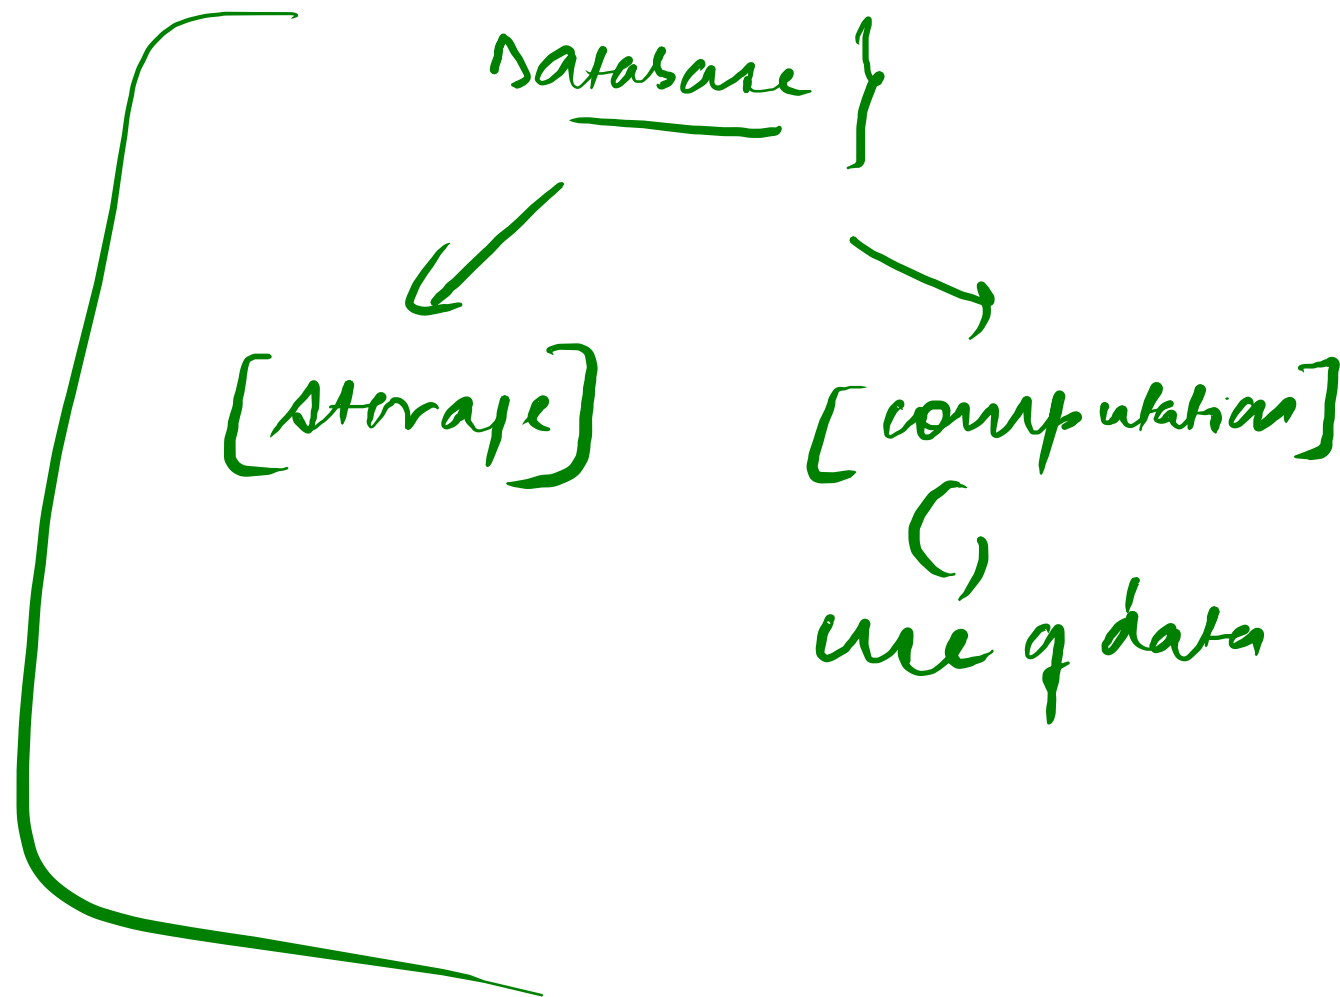 Database }
[storage] [computation]
use of data